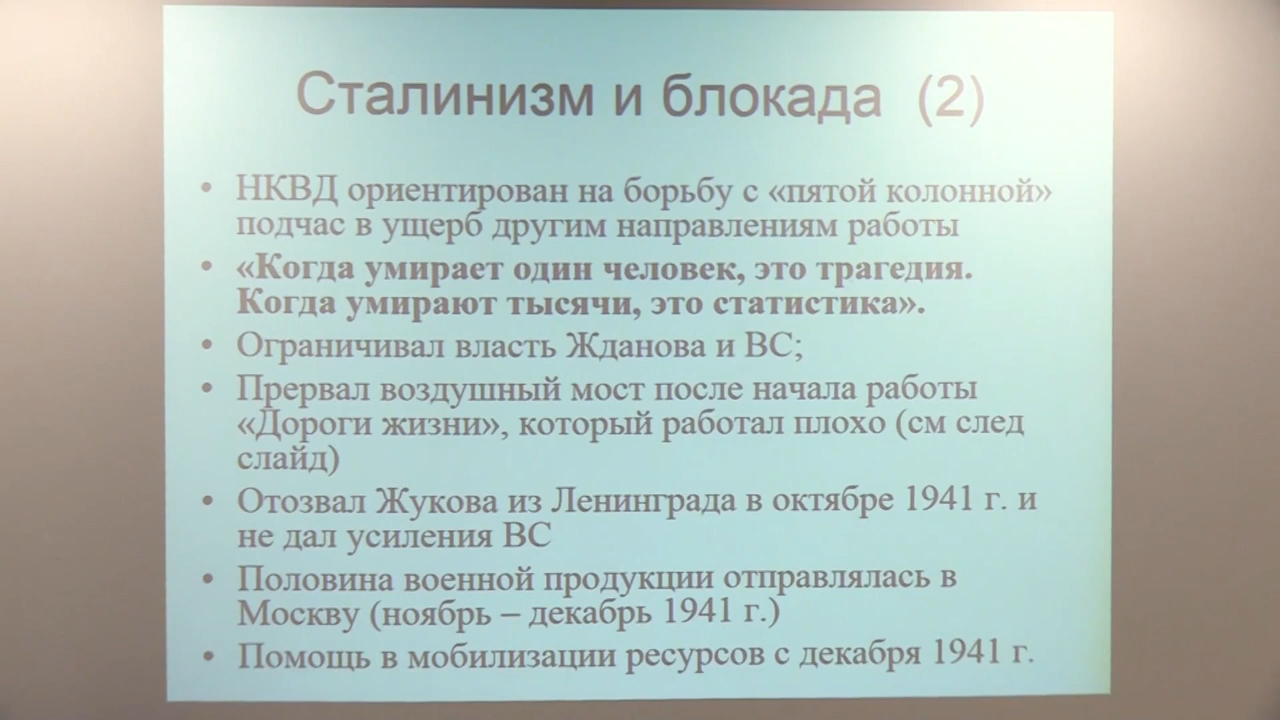 Сталинизм и блокада (2)
• НКВД ориентирован на борьбу с «пятой колонной»
подчас в ущерб другим направлениям работы
• «Когда умирает один человек, это трагедия.
Когда умирают тысячи, это статистика».
• Ограничивал власть Жданова и ВС;
• Прервал воздушный мост после начала работы
«Дороги жизни», который работал плохо (см след
слайд)
• Отозвал Жукова из Ленинграда в октябре 1941 г. и
не дал усиления ВС
• Половина военной продукции отправлялась в
Москву (ноябрь – декабрь 1941 г.)
• Помощь в мобилизации ресурсов с декабря 1941 г.